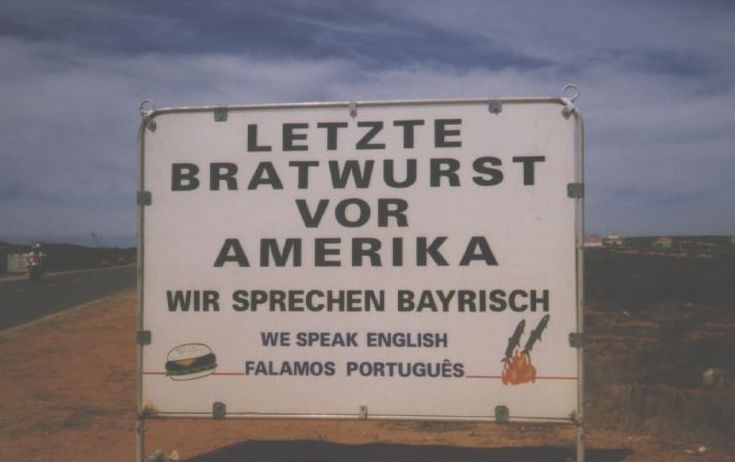 LETZTE
BRATWURST
VOR
AMERIKA
WIR SPRECHEN BAYRISCH
WE SPEAK ENGLISH
FALAMOS PORTUGUÊS